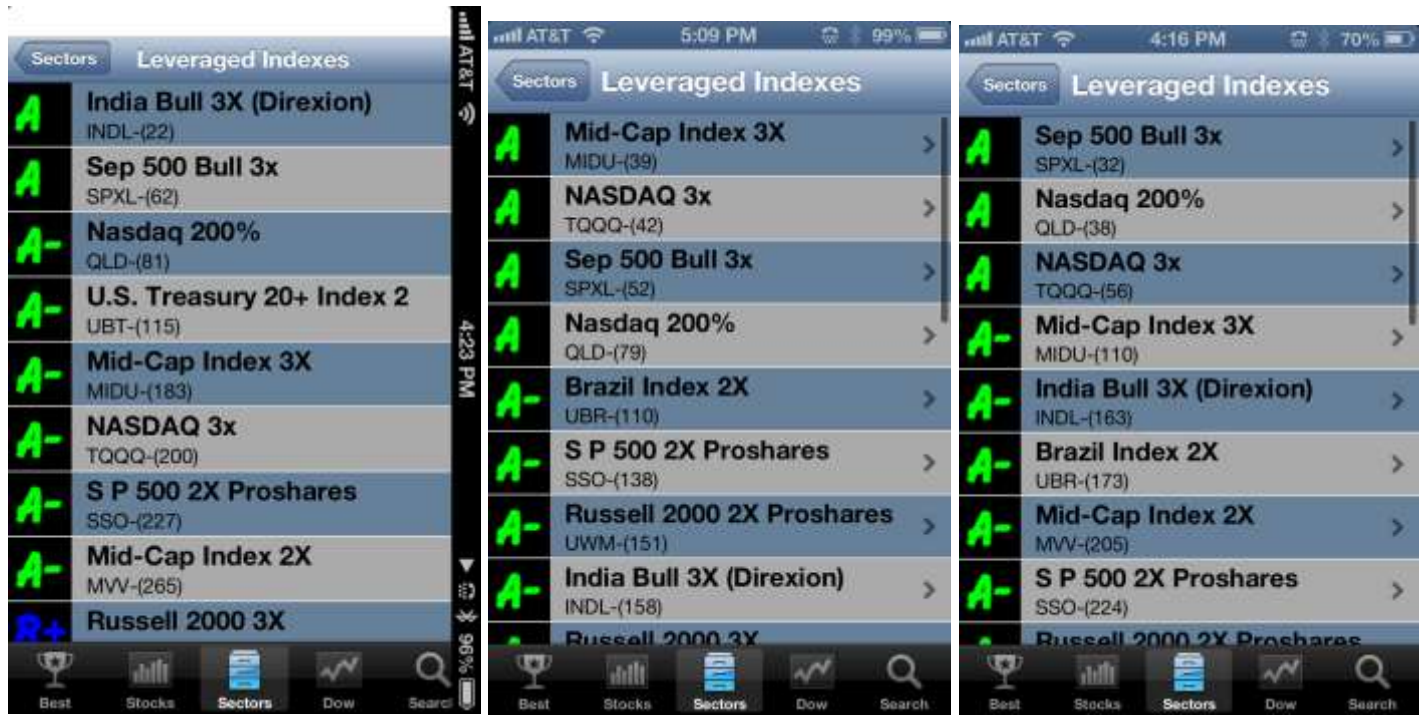 Sectors
Leveraged Indexes
A
India Bull 3X (Direxion)
INDL-(22)
A
Sep 500 Bull 3x
SPXL-(62)
A-
Nasdaq 200%
QLD-(81)
A-
U.S. Treasury 20+ Index 2
UBT-(115)
A-
Mid-Cap Index 3X
MIDU-(183)
A-
NASDAQ 3x
TQQQ-(200)
A-
S P 500 2X Proshares
SSO-(227)
A-
Mid-Cap Index 2X
MVV-(265)
B+
Russell 2000 3X
Best
Stocks
Sectors
Dow
Searc
AT&T
4:23 PM
96%
AT&T
5:09 PM
99%
Sectors
Leveraged Indexes
A
Mid-Cap Index 3X
MIDU-(39)
A
NASDAQ 3x
TQQQ-(42)
A
Sep 500 Bull 3x
SPXL-(52)
A
Nasdaq 200%
QLD-(79)
A-
Brazil Index 2X
UBR-(110)
A-
S P 500 2X Proshares
SSO-(138)
A-
Russell 2000 2X Proshares
UWM-(151)
A-
India Bull 3X (Direxion)
INDL-(158)
Russell 2000 3X
Best
Stocks
Sectors
Dow
Search
AT&T
4:16 PM
70%
Sectors
Leveraged Indexes
A
Sep 500 Bull 3x
SPXL-(32)
A
Nasdaq 200%
QLD-(38)
A
NASDAQ 3x
TQQQ-(56)
A-
Mid-Cap Index 3X
MIDU-(110)
A-
India Bull 3X (Direxion)
INDL-(163)
A-
Brazil Index 2X
UBR-(173)
A-
Mid-Cap Index 2X
MVV-(205)
A-
S P 500 2X Proshares
SSO-(224)
Russell 2000 2X Proshares
Best
Stocks
Sectors
Dow
Search